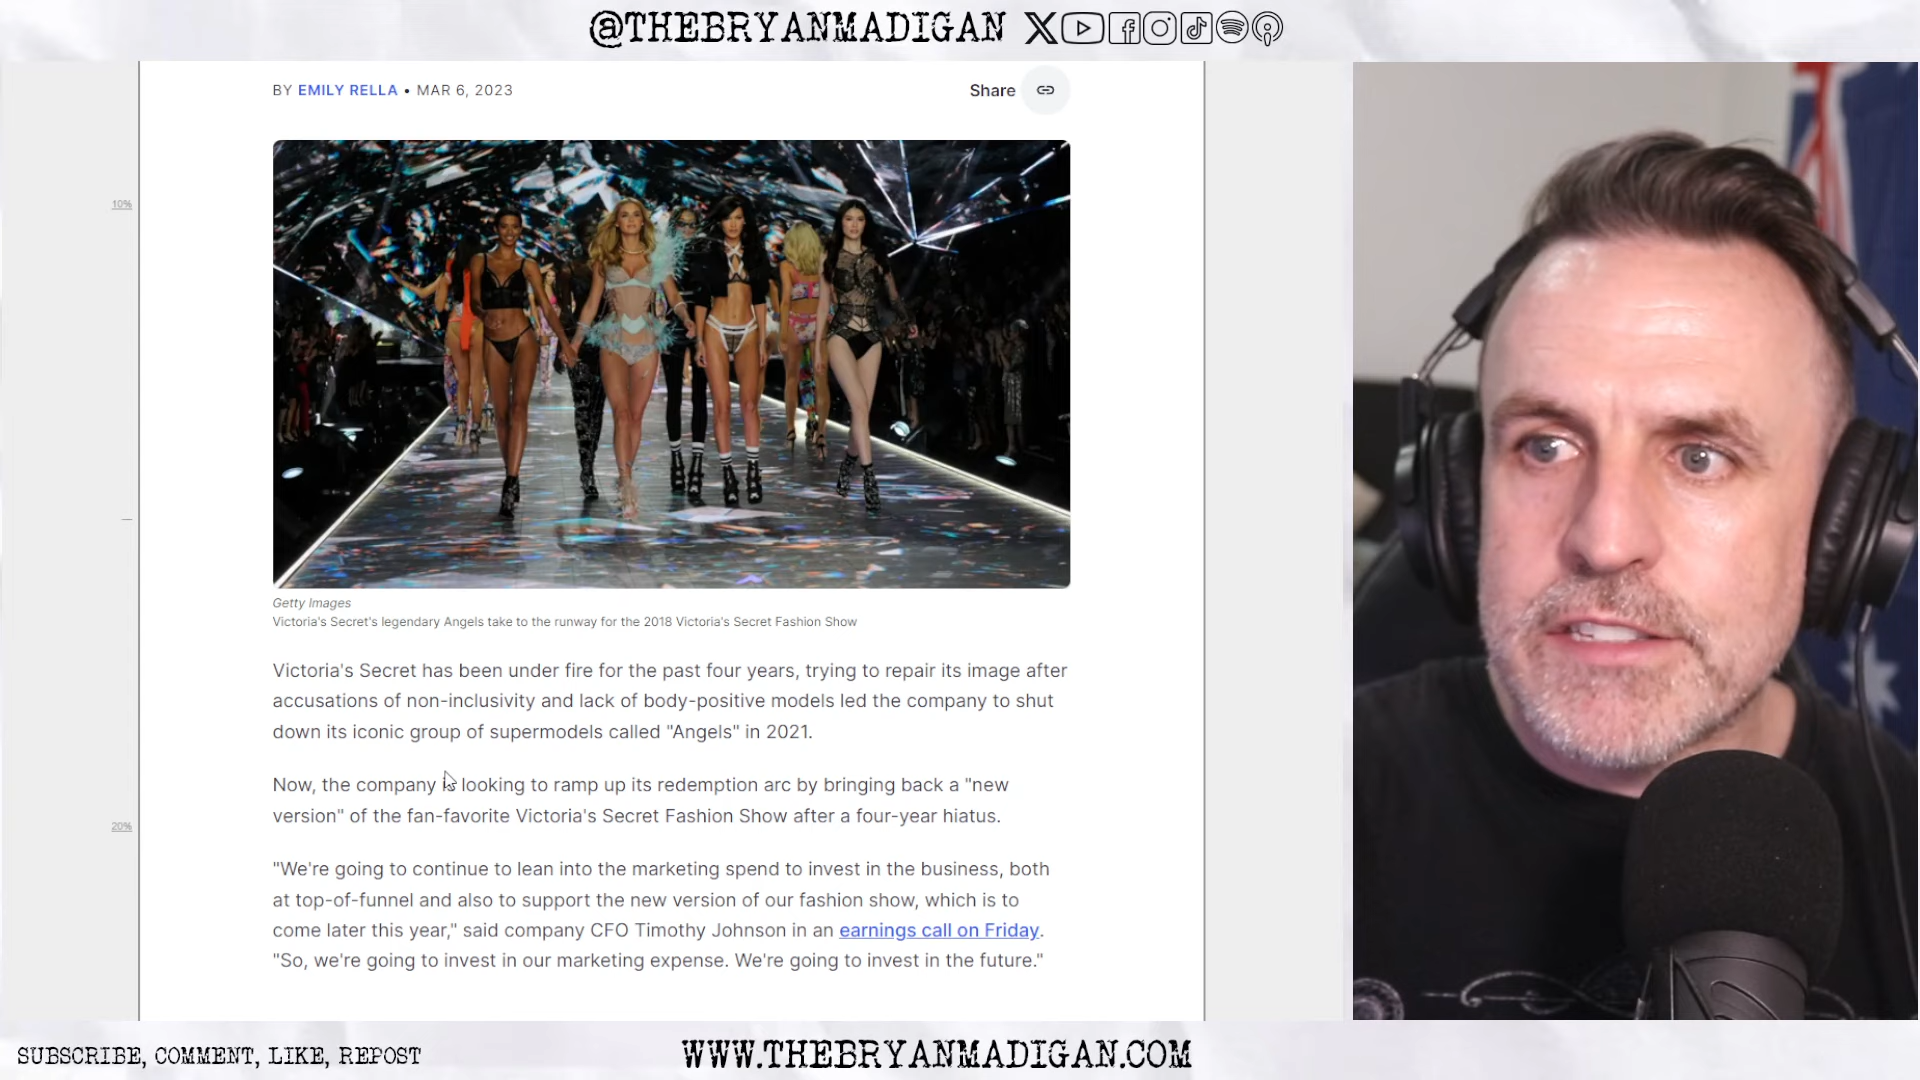 @THEBRYANMADIGAN
BY EMILY RELLA • MAR 6, 2023
Share
10%
Getty Images
Victoria's Secret's legendary Angels take to the runway for the 2018 Victoria's Secret Fashion Show
Victoria's Secret has been under fire for the past four years, trying to repair its image after
accusations of non-inclusivity and lack of body-positive models led the company to shut
down its iconic group of supermodels called "Angels" in 2021.
Now, the company is looking to ramp up its redemption arc by bringing back a "new
version" of the fan-favorite Victoria's Secret Fashion Show after a four-year hiatus.
20%
"We're going to continue to lean into the marketing spend to invest in the business, both
at top-of-funnel and also to support the new version of our fashion show, which is to
come later this year," said company CFO Timothy Johnson in an earnings call on Friday.
"So, we're going to invest in our marketing expense. We're going to invest in the future."
SUBSCRIBE, COMMENT, LIKE, REPOST
WWW.THEBRYANMADIGAN.COM